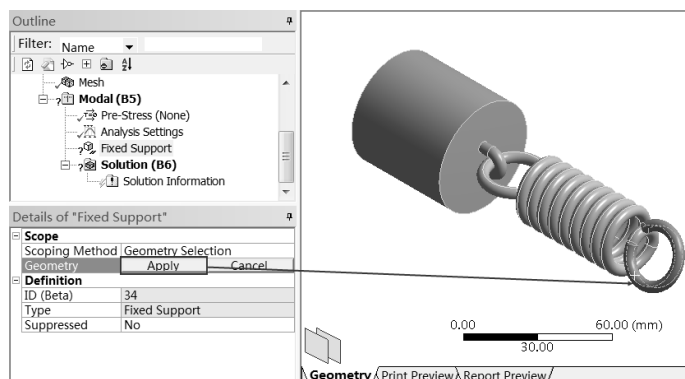 Outline
Filter: Name
Mesh
Modal (B5)
Pre-Stress (None)
Analysis Settings
Fixed Support
Solution (B6)
Solution Information
Details of "Fixed Support"
Scope
Scoping Method Geometry Selection
Geometry Apply Cancel
Definition
ID (Beta) 34
Type Fixed Support
Suppressed No
0.00 60.00 (mm)
30.00
Geometry Print Preview Report Preview